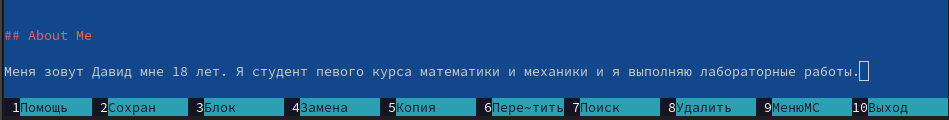 ## About Me
Меня зовут Давид мне 18 лет. Я студент певого курса математики и механики и я выполняю лабораторные работы.
1Помощь 2Сохран 3Блок 4Замена 5Копия 6Пере~тить 7Поиск 8Удалить 9МенюMC 10Выход